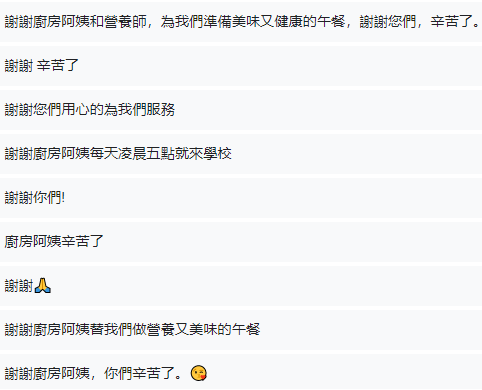 謝謝廚房阿姨和營養師，為我們準備美味又健康的午餐，謝謝您們，辛苦了。
謝謝 辛苦了
謝謝您們用心的為我們服務
謝謝廚房阿姨每天凌晨五點就來學校
謝謝你們!
廚房阿姨辛苦了
謝謝🙏
謝謝廚房阿姨替我們做營養又美味的午餐
謝謝廚房阿姨，你們辛苦了。😘